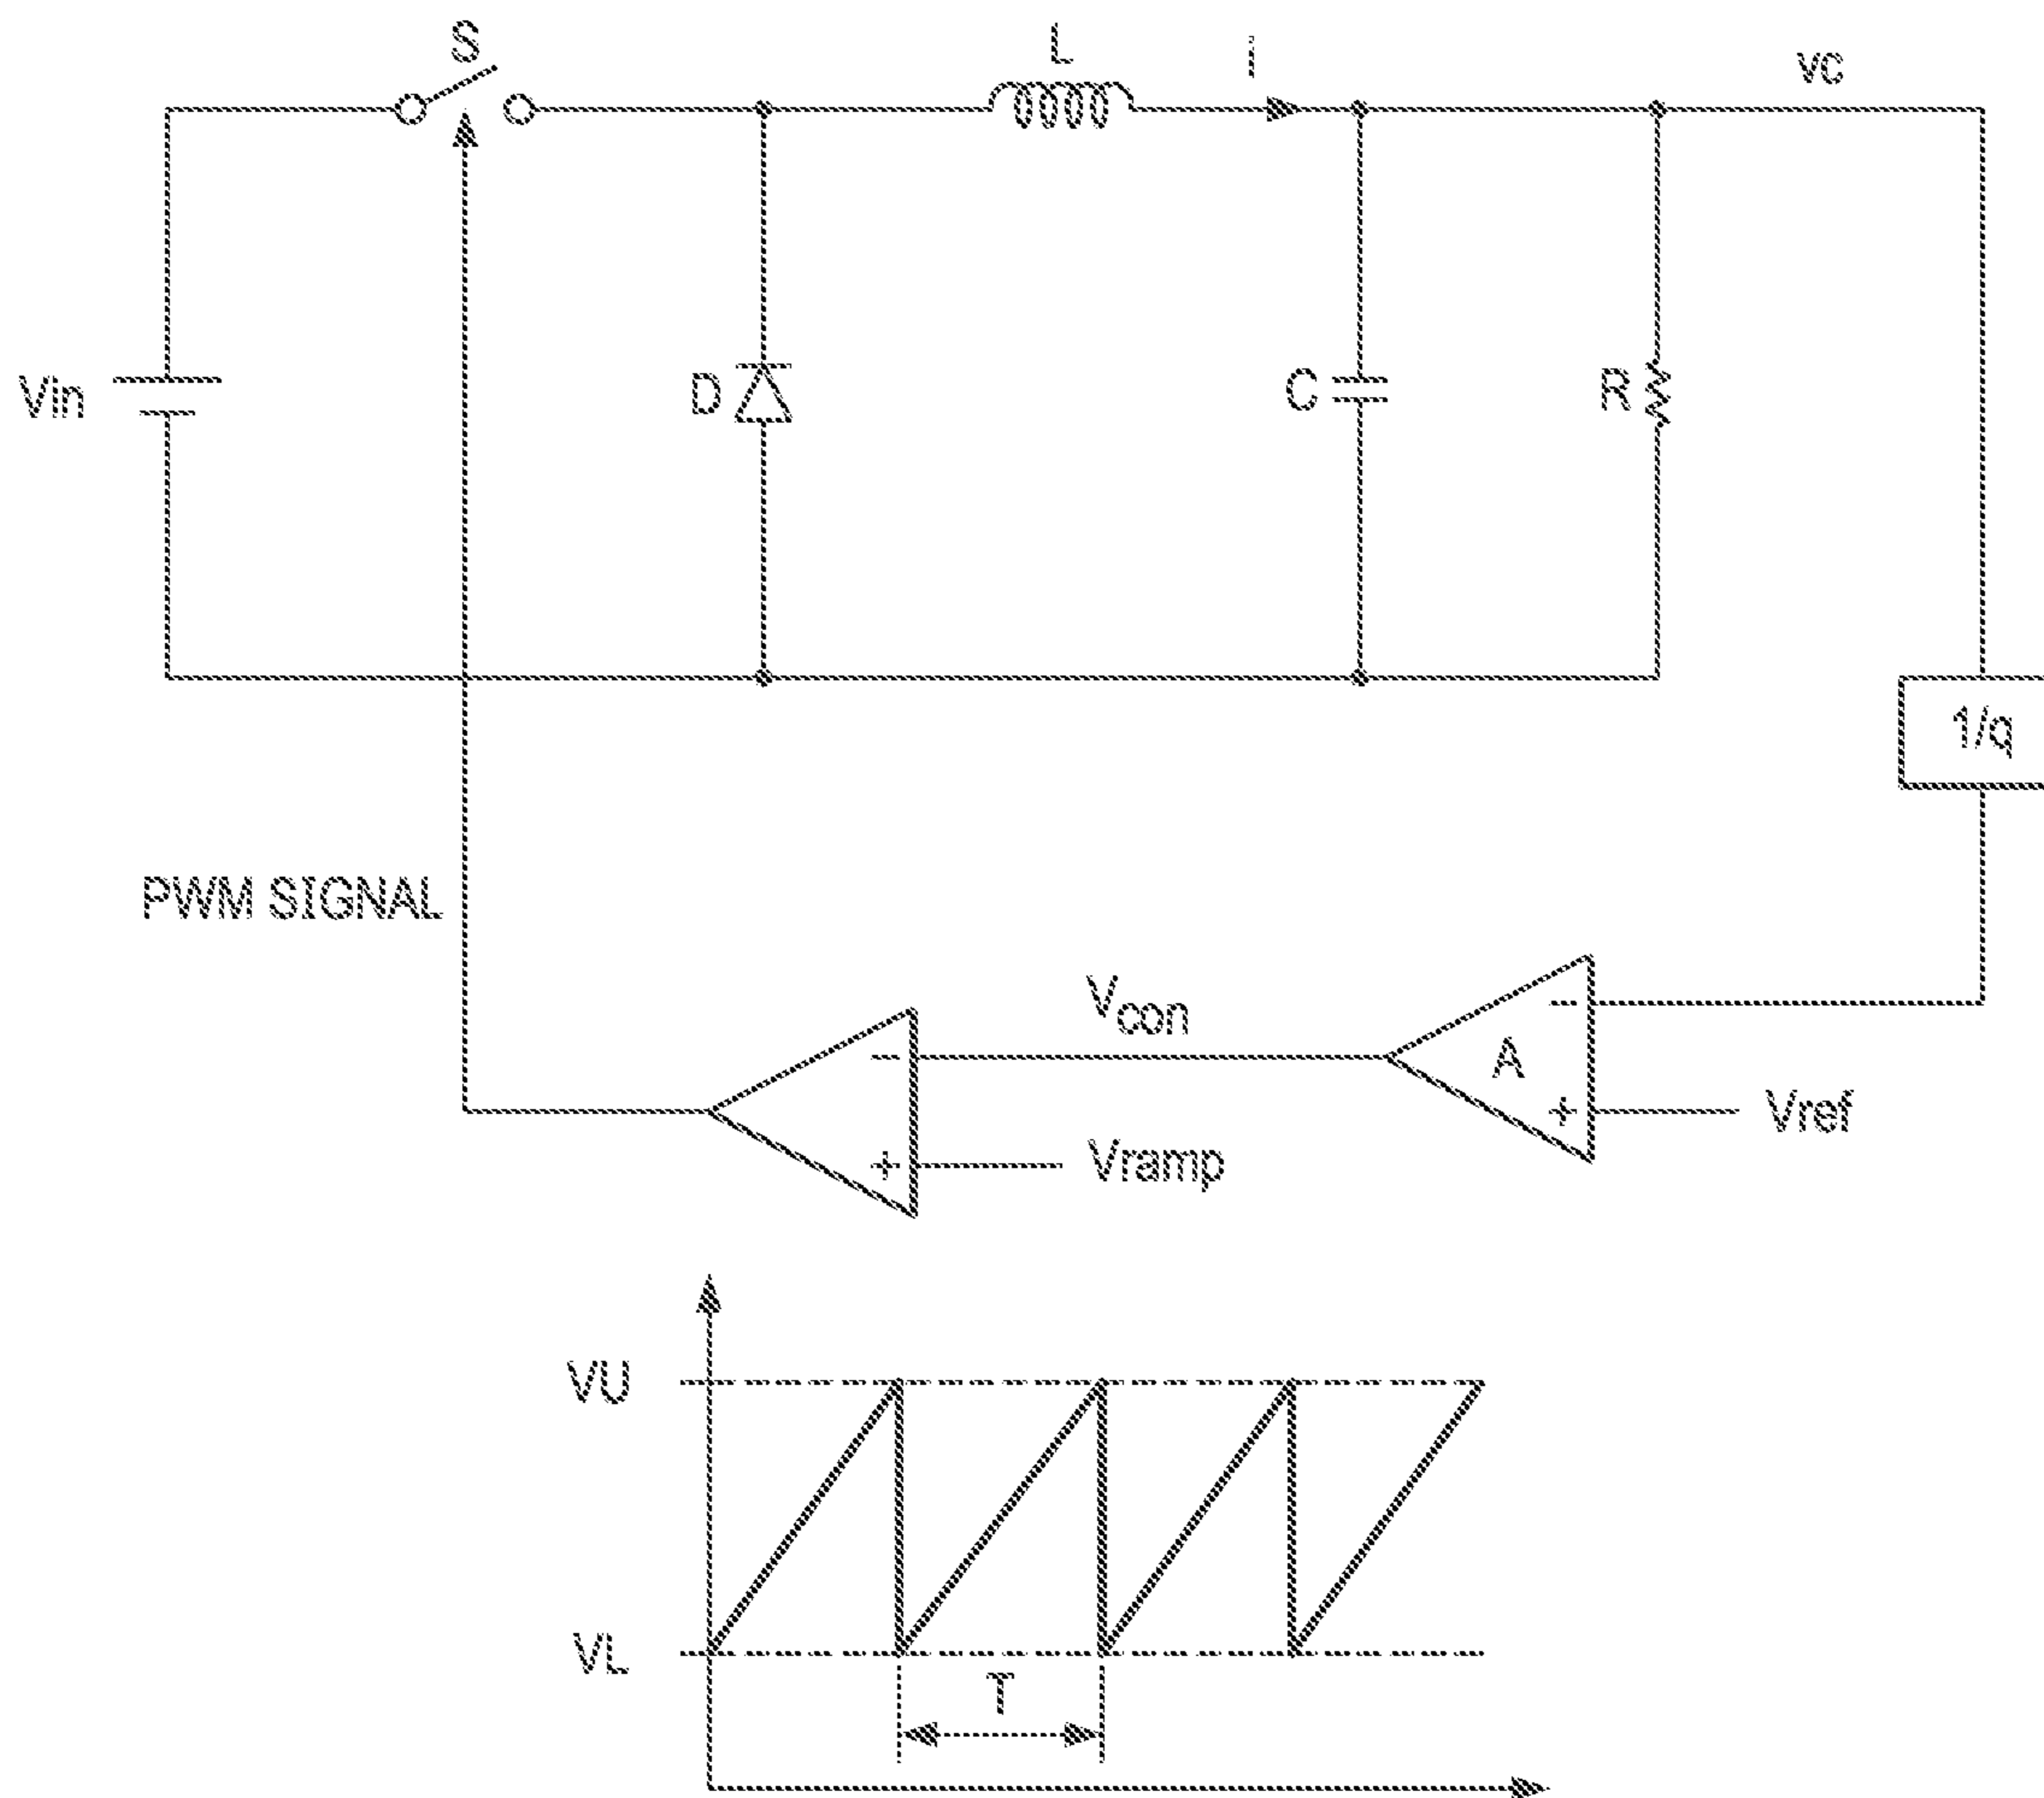 S
L
i
vc
Vin
D
C
R
1/q
PWM SIGNAL
Vcon
-
A
-
+
Vref
+
Vramp
VU
VL
T